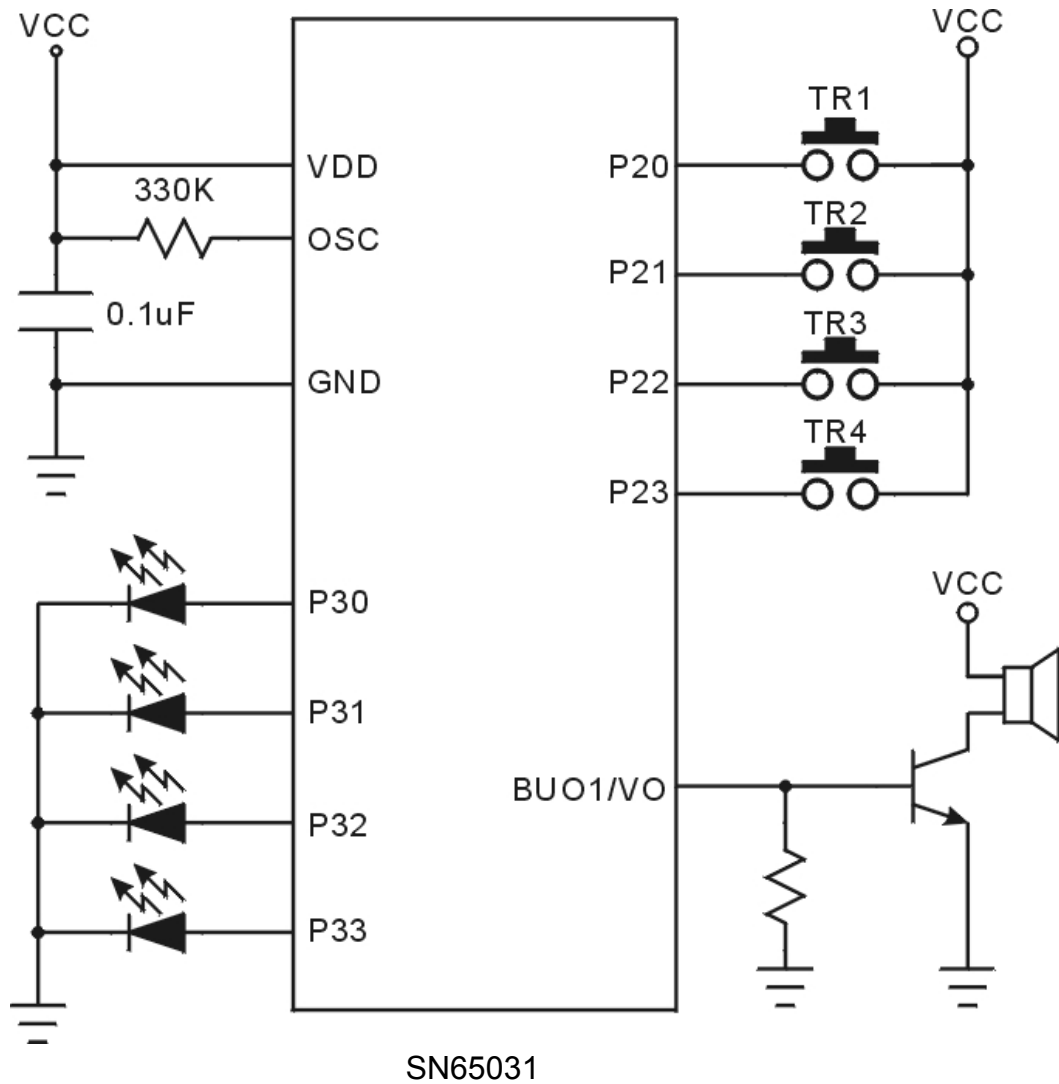 VCC
VCC
TR1
VDD
P20
330K
TR2
OSC
P21
0.1uF
TR3
GND
P22
TR4
P23
P30
VCC
P31
BUO1/VO
P32
P33
SN65031